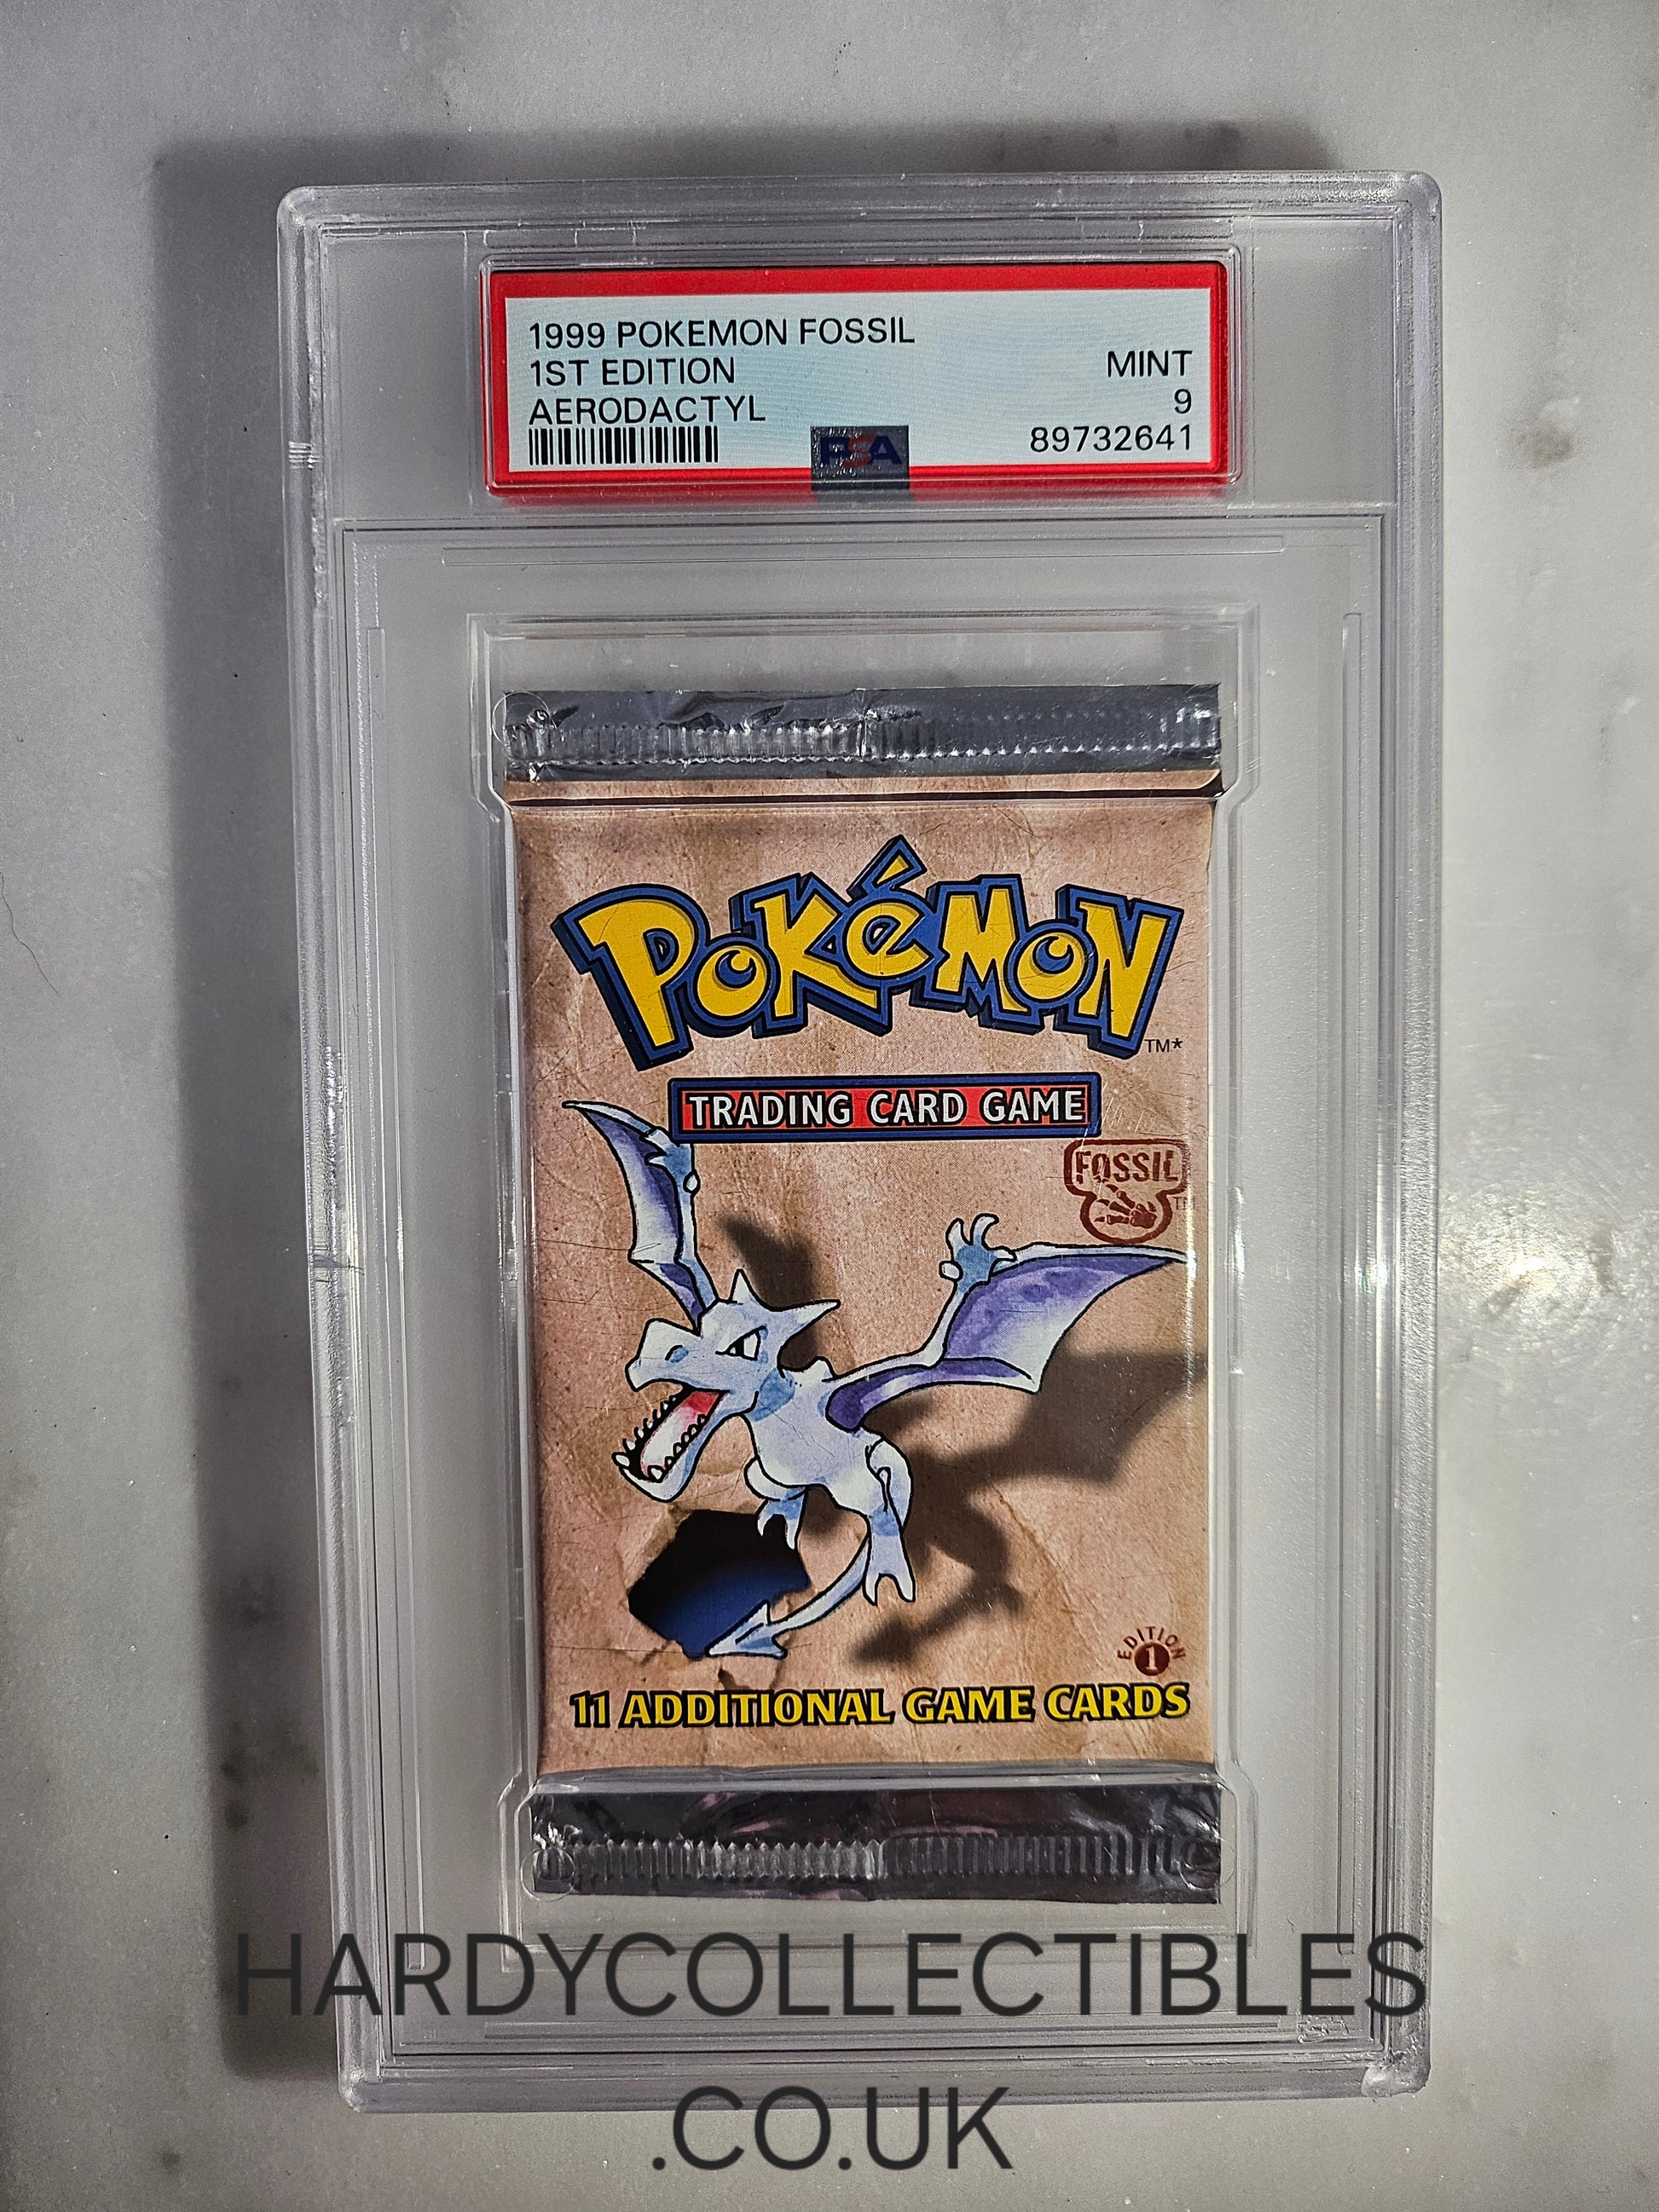 1999 POKEMON FOSSIL
1ST EDITION
MINT
AERODACTYL
9
PSA
89732641
POKéMON
TM*
TRADING CARD GAME
FOSSIL
TM
EDITION
1
11 ADDITIONAL GAME CARDS
HARDYCOLLECTIBLES
.CO.UK